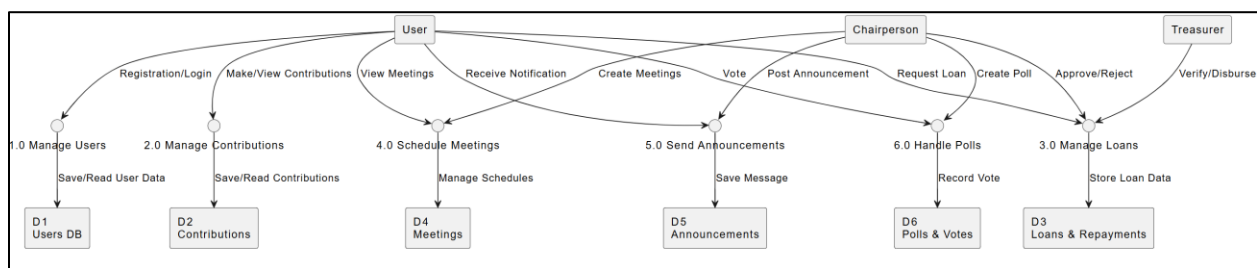 User
Chairperson
Treasurer
Registration/Login
Make/View Contributions
View Meetings
Receive Notification
Create Meetings
Vote
Post Announcement
Request Loan
Create Poll
Approve/Reject
Verify/Disburse
1.0 Manage Users
2.0 Manage Contributions
4.0 Schedule Meetings
5.0 Send Announcements
6.0 Handle Polls
3.0 Manage Loans
Save/Read User Data
Save/Read Contributions
Manage Schedules
Save Message
Record Vote
Store Loan Data
D1
Users DB
D2
Contributions
D4
Meetings
D5
Announcements
D6
Polls & Votes
D3
Loans & Repayments